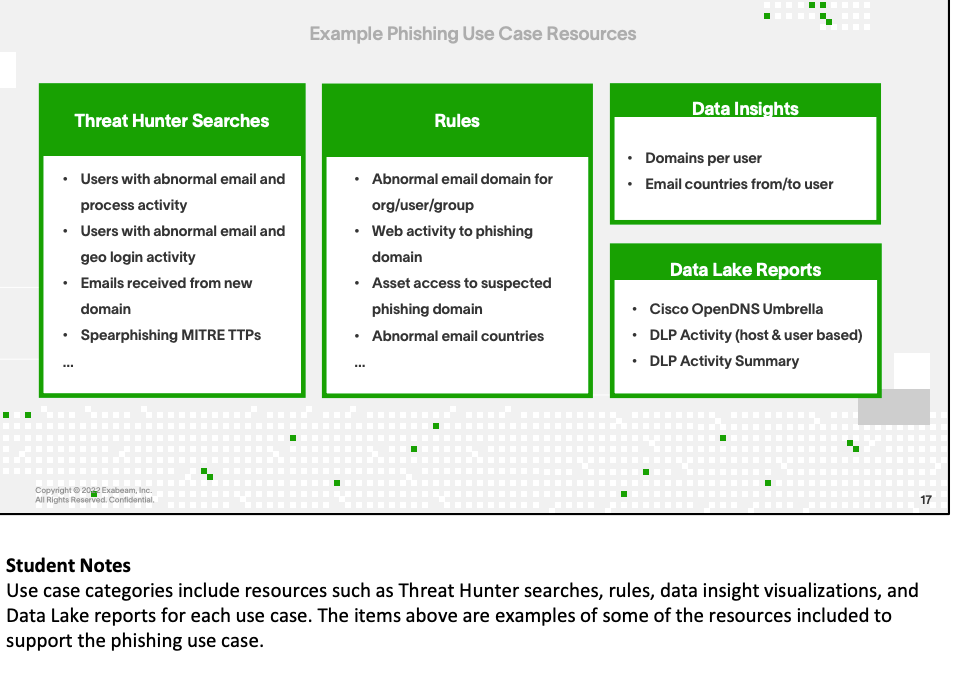 Example Phishing Use Case Resources
Threat Hunter Searches
• Users with abnormal email and
process activity
• Users with abnormal email and
geo login activity
• Emails received from new
domain
• Spearphishing MITRE TTPs
...
Rules
• Abnormal email domain for
org/user/group
• Web activity to phishing
domain
• Asset access to suspected
phishing domain
• Abnormal email countries
...
Data Insights
• Domains per user
• Email countries from/to user
Data Lake Reports
• Cisco OpenDNS Umbrella
• DLP Activity (host & user based)
• DLP Activity Summary
Copyright © 2022 Exabeam, Inc.
All Rights Reserved. Confidential.
17
Student Notes
Use case categories include resources such as Threat Hunter searches, rules, data insight visualizations, and
Data Lake reports for each use case. The items above are examples of some of the resources included to
support the phishing use case.